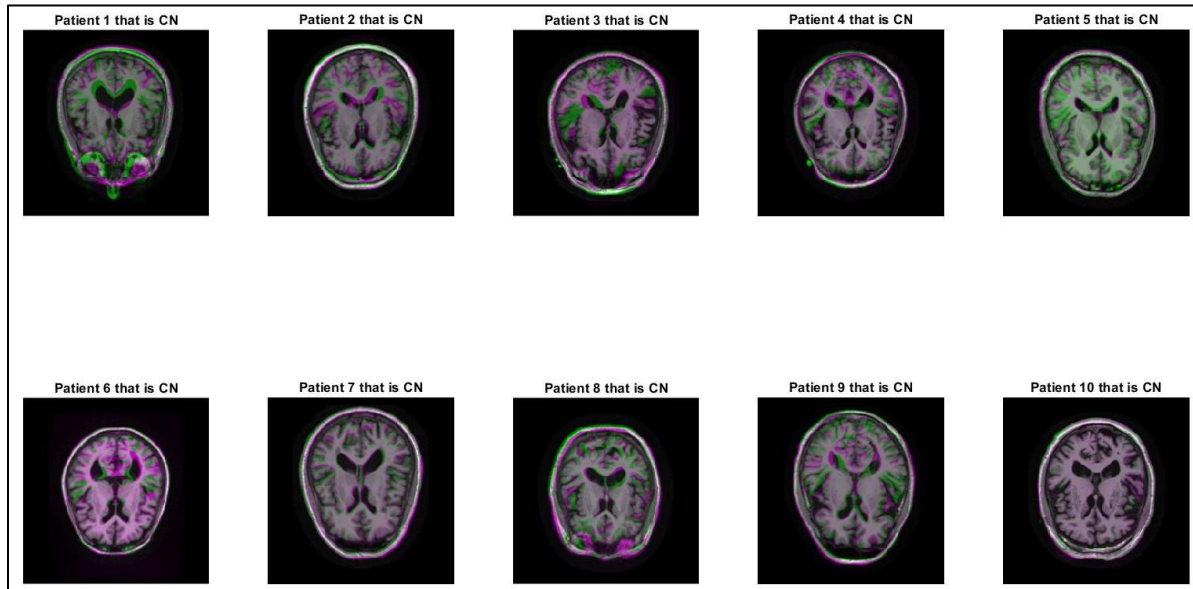 Patient 1 that is CN
Patient 2 that is CN
Patient 3 that is CN
Patient 4 that is CN
Patient 5 that is CN
Patient 6 that is CN
Patient 7 that is CN
Patient 8 that is CN
Patient 9 that is CN
Patient 10 that is CN